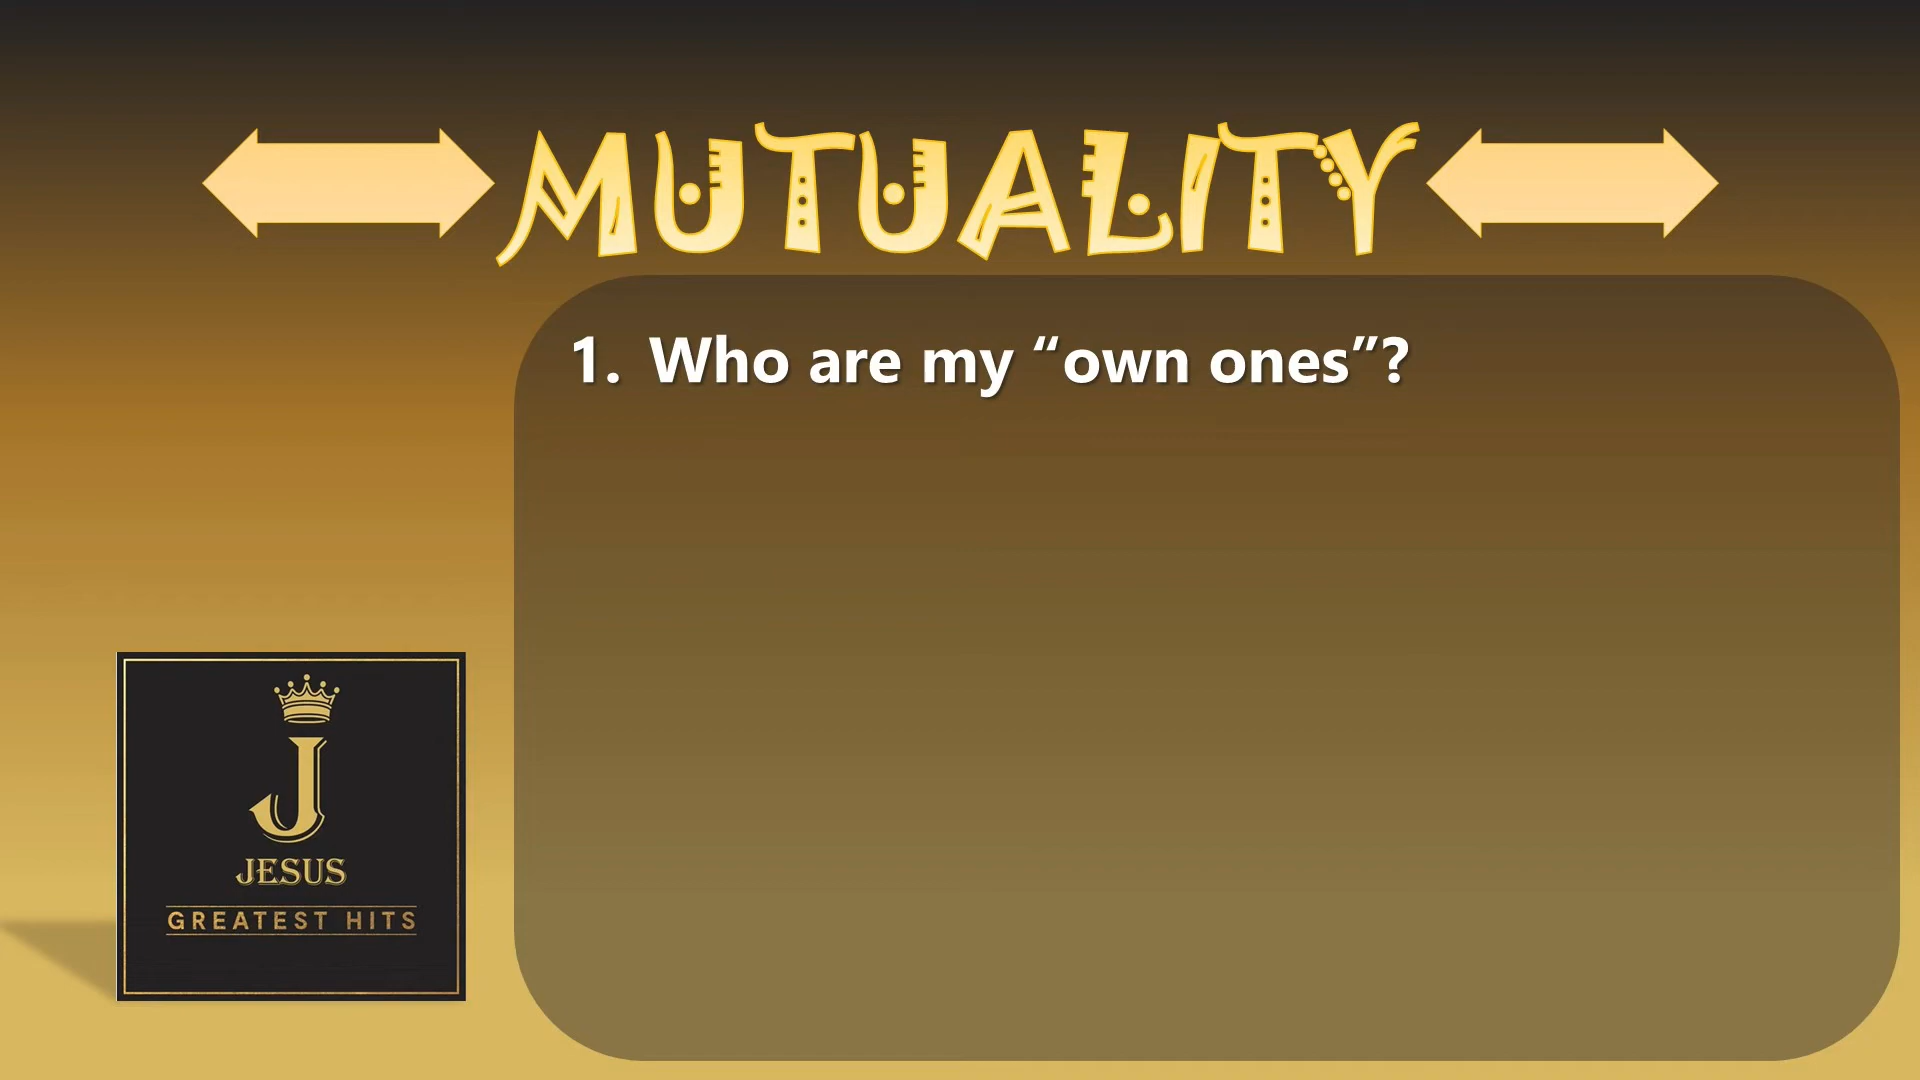 MUTUALITY
1. Who are my “own ones”?
J
JESUS
GREATEST HITS